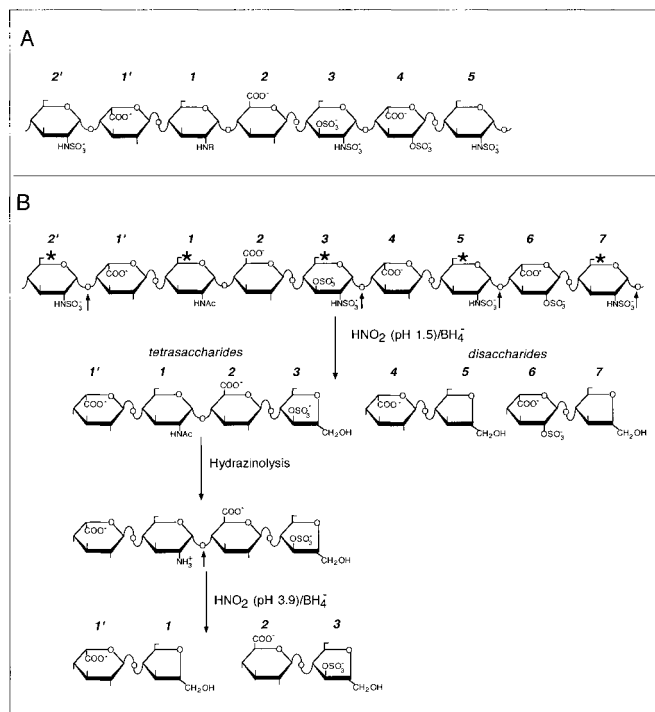 A
2' 1' 1 2 3 4 5
COO⁻
COO⁻ OSO₃⁻ COO⁻
HNSO₃⁻ HNR HNSO₃⁻ OSO₃⁻ HNSO₃⁻
B
2' 1' 1 2 3 4 5 6 7
* * COO⁻ * * *
COO⁻ OSO₃⁻ COO⁻ COO⁻
HNSO₃⁻ HNAc HNSO₃⁻ HNSO₃⁻ OSO₃⁻ HNSO₃⁻
HNO₂ (pH 1.5)/BH₄⁻
tetrasaccharides disaccharides
1' 1 2 3 4 5 6 7
COO⁻
COO⁻ OSO₃⁻ COO⁻ COO⁻
HNAc CH₂OH CH₂OH OSO₃⁻ CH₂OH
Hydrazinolysis
COO⁻
COO⁻ OSO₃⁻
NH₃⁺ CH₂OH
HNO₂ (pH 3.9)/BH₄⁻
1' 1 2 3
COO⁻
COO⁻ OSO₃⁻
CH₂OH CH₂OH